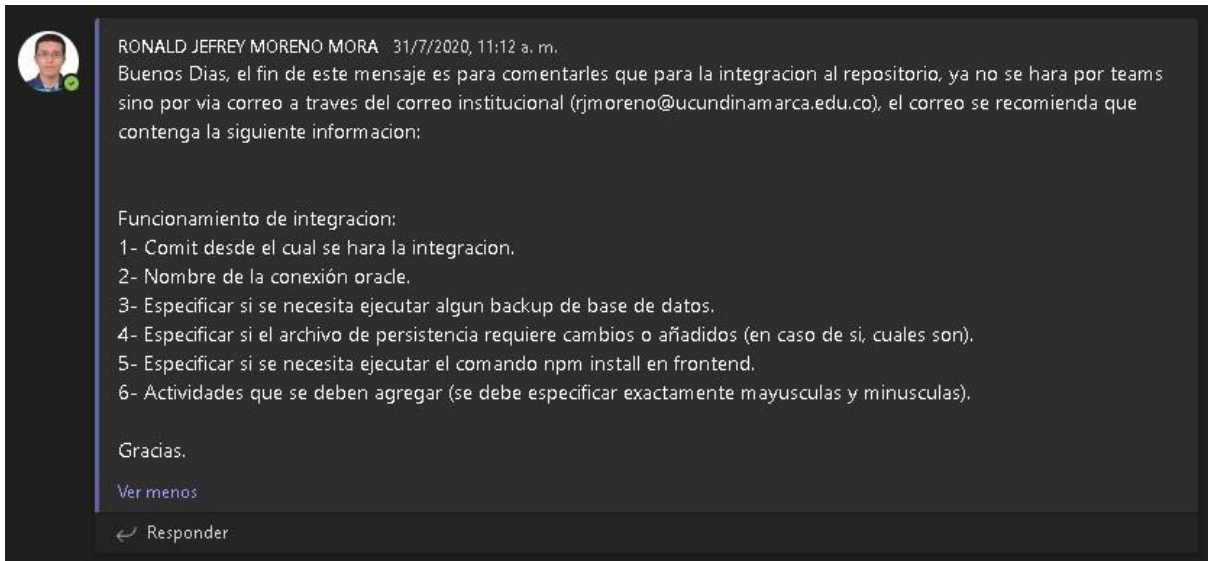 RONALD JEFREY MORENO MORA 31/7/2020, 11:12 a. m.
Buenos Dias, el fin de este mensaje es para comentarles que para la integracion al repositorio, ya no se hara por teams
sino por via correo a traves del correo institucional (rjmoreno@ucundinamarca.edu.co), el correo se recomienda que
contenga la siguiente informacion:
Funcionamiento de integracion:
1- Comit desde el cual se hara la integracion.
2- Nombre de la conexión oracle.
3- Especificar si se necesita ejecutar algun backup de base de datos.
4- Especificar si el archivo de persistencia requiere cambios o añadidos (en caso de si, cuales son).
5- Especificar si se necesita ejecutar el comando npm install en frontend.
6- Actividades que se deben agregar (se debe especificar exactamente mayusculas y minusculas).
Gracias.
Ver menos
Responder